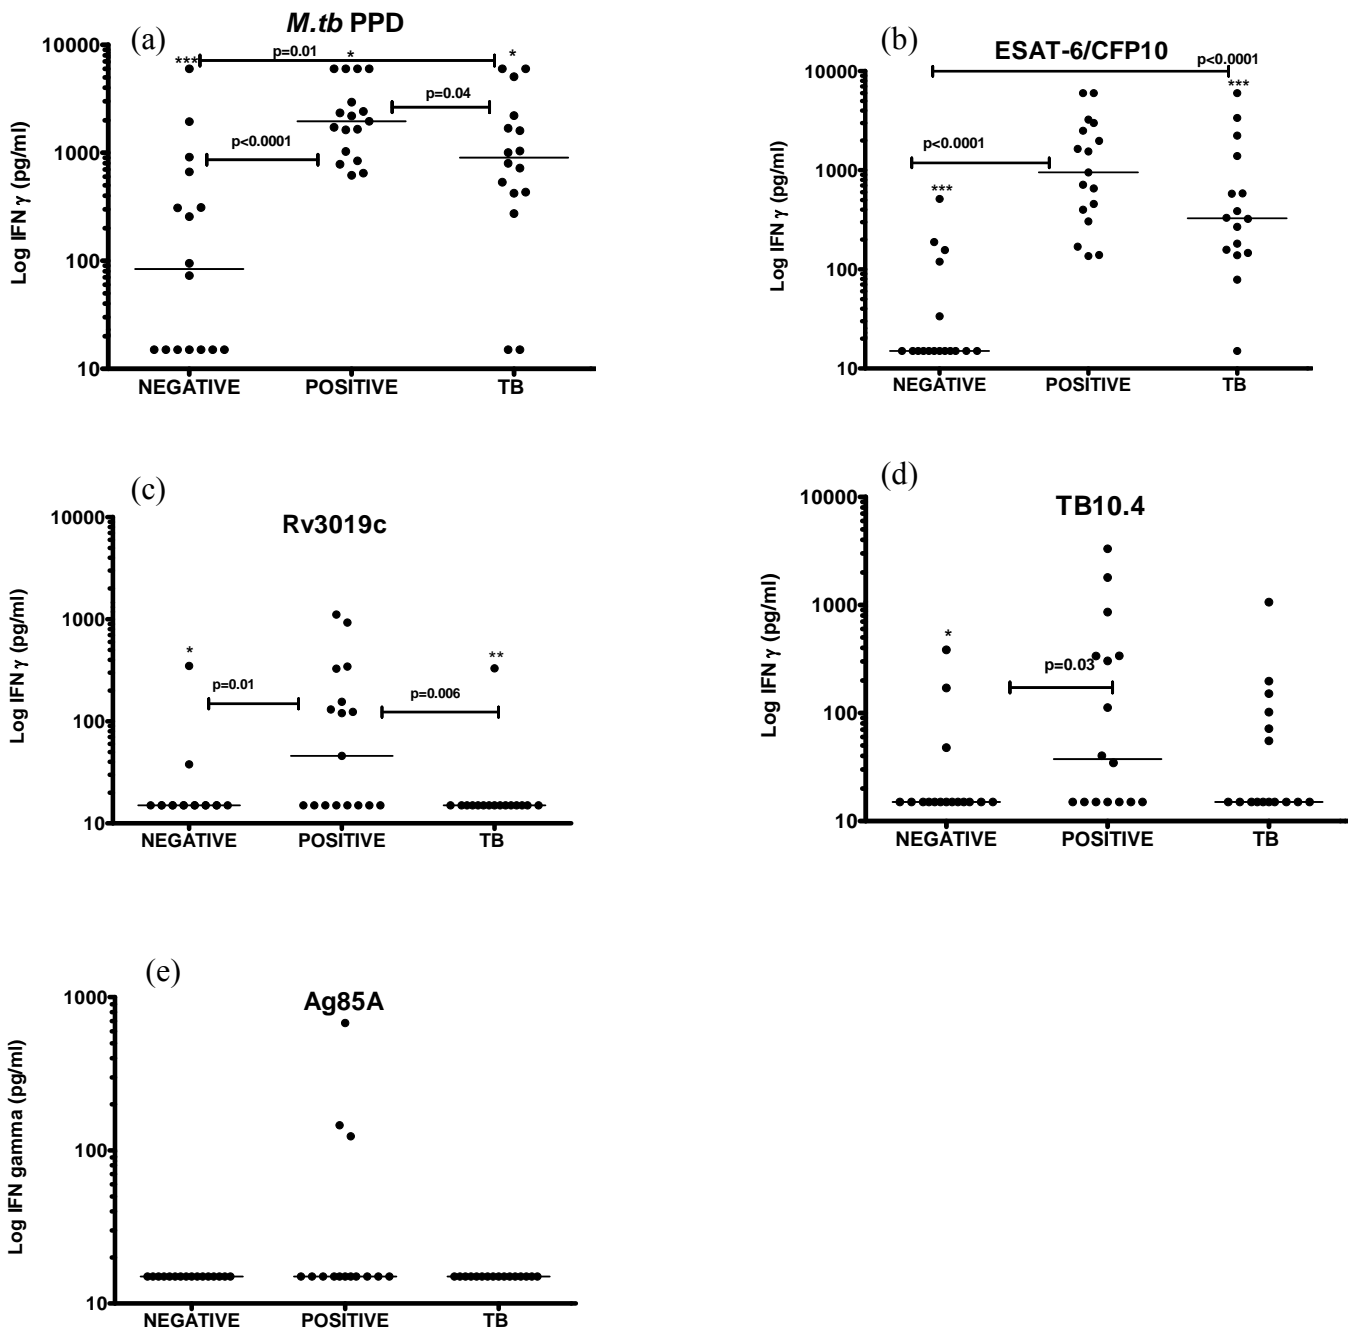 (a)
M.tb PPD
Log IFN γ (pg/ml)
10000
1000
100
10
***
p=0.01
*
*
p=0.04
p<0.0001
NEGATIVE
POSITIVE
TB
(b)
ESAT-6/CFP10
Log IFN γ (pg/ml)
10000
1000
100
10
p<0.0001
***
p<0.0001
***
NEGATIVE
POSITIVE
TB
(c)
Rv3019c
Log IFN γ (pg/ml)
10000
1000
100
10
*
**
p=0.01
p=0.006
NEGATIVE
POSITIVE
TB
(d)
TB10.4
Log IFN γ (pg/ml)
10000
1000
100
10
*
p=0.03
NEGATIVE
POSITIVE
TB
(e)
Ag85A
Log IFN gamma (pg/ml)
1000
100
10
NEGATIVE
POSITIVE
TB